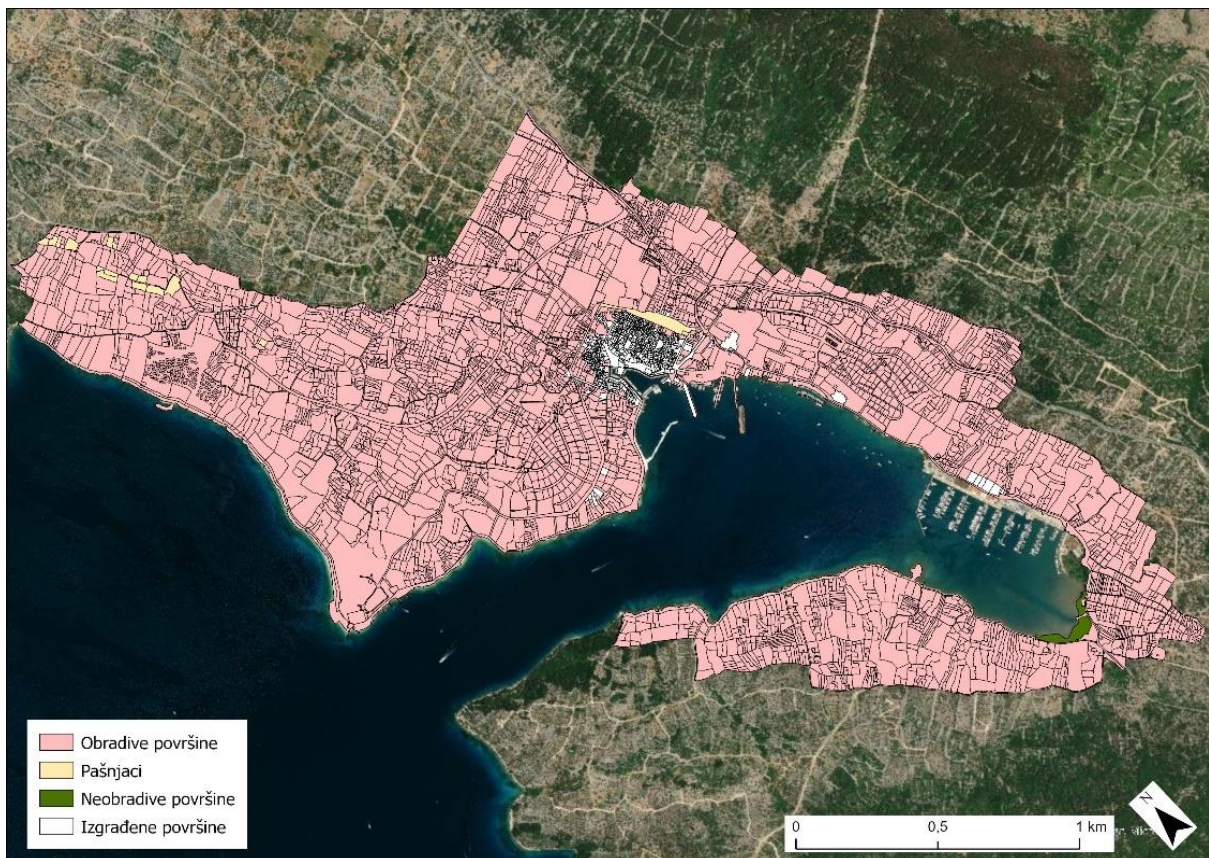 Obradive površine
Pašnjaci
Neobradive površine
Izgrađene površine
N
0
0,5
1 km